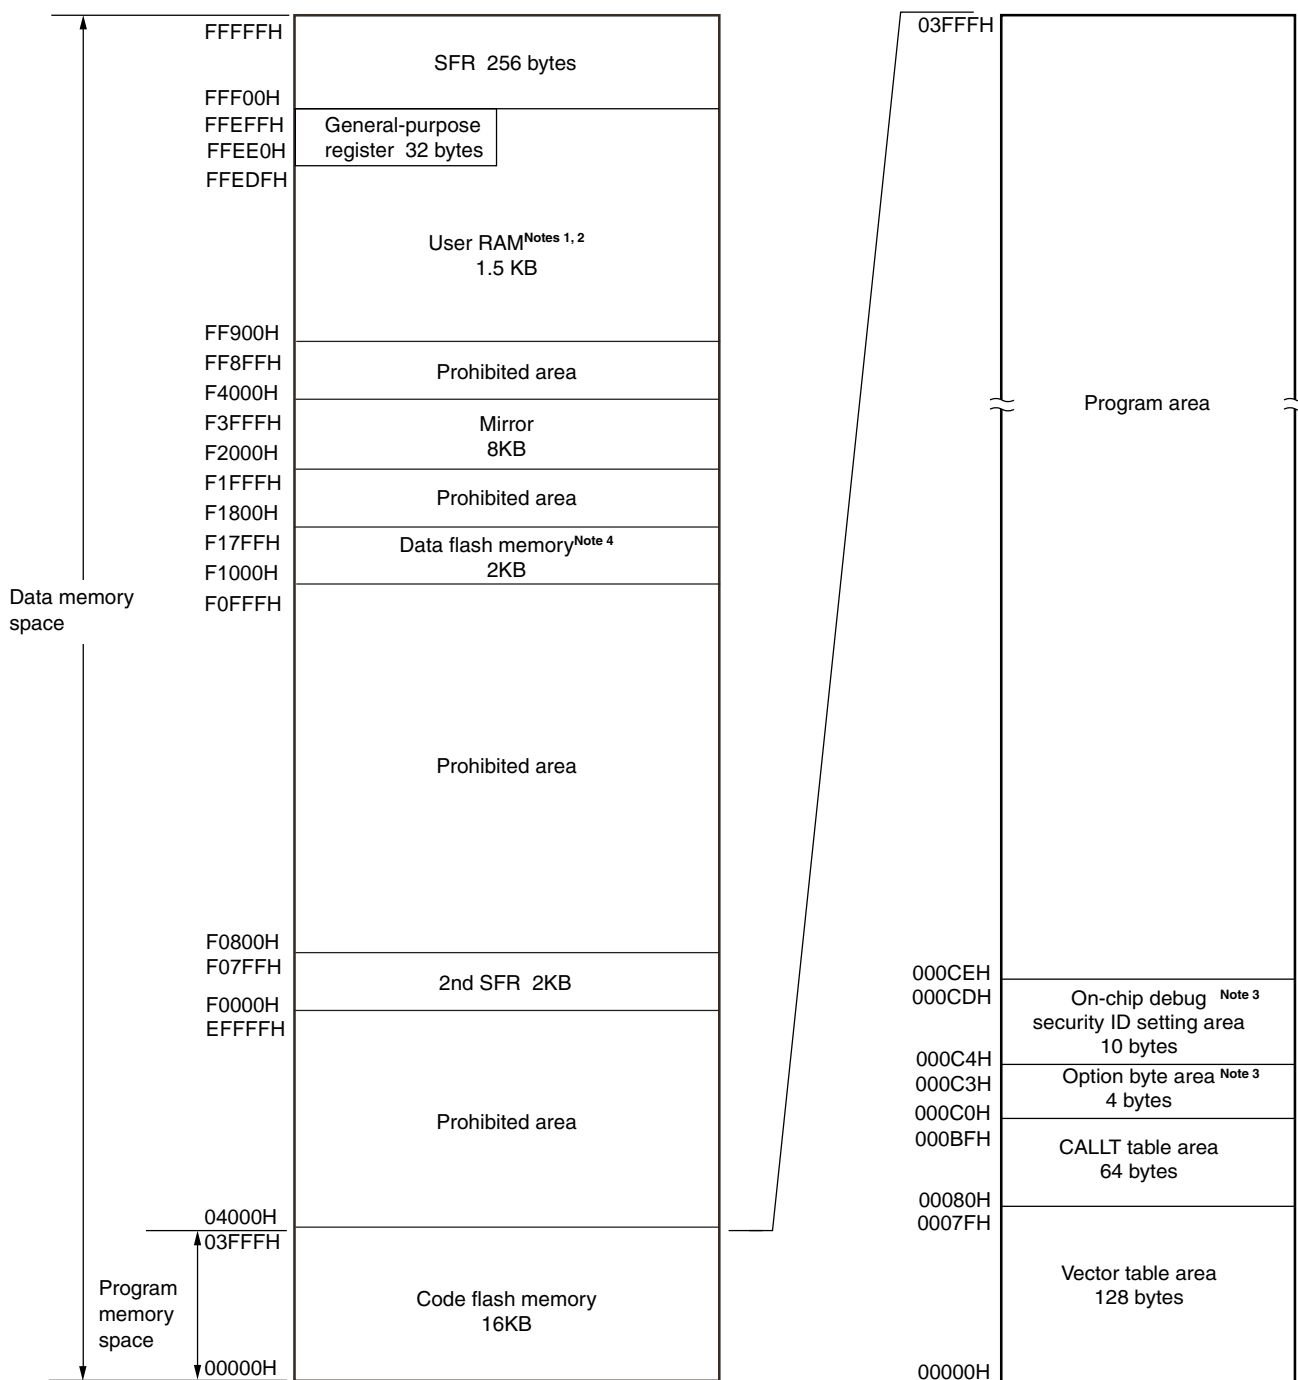 FFFFFH
SFR 256 bytes
FFF00H
FFEFFH
General-purpose
register 32 bytes
FFEE0H
FFEDFH
User RAM Notes 1, 2
1.5 KB
FF900H
FF8FFH
Prohibited area
F4000H
F3FFFH
Mirror
8KB
F2000H
F1FFFH
Prohibited area
F1800H
F17FFH
Data flash memory Note 4
2KB
F1000H
F0FFFH
Data memory
space
Prohibited area
F0800H
F07FFH
2nd SFR 2KB
F0000H
EFFFFH
Prohibited area
04000H
03FFFH
Program
memory
space
Code flash memory
16KB
00000H
03FFFH
Program area
000CEH
000CDH
On-chip debug Note 3
security ID setting area
10 bytes
000C4H
000C3H
Option byte area Note 3
4 bytes
000C0H
000BFH
CALLT table area
64 bytes
00080H
0007FH
Vector table area
128 bytes
00000H